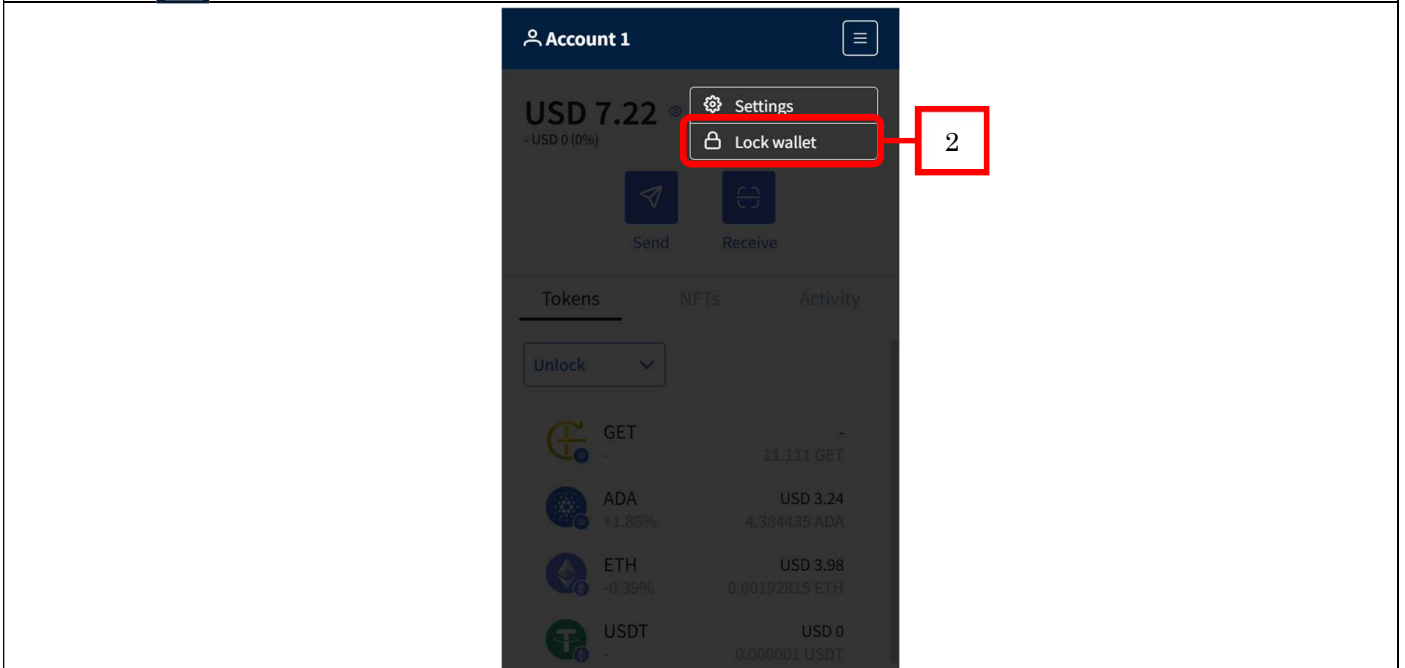 Account 1
USD 7.22
- USD 0 (0%)
Settings
Lock wallet
2
Send Receive
Tokens NFTs Activity
Unlock
GET -
- 11.111 GET
ADA USD 3.24
+1.86% 4.384435 ADA
ETH USD 3.98
-0.39% 0.00192815 ETH
USDT USD 0
- 0.000001 USDT